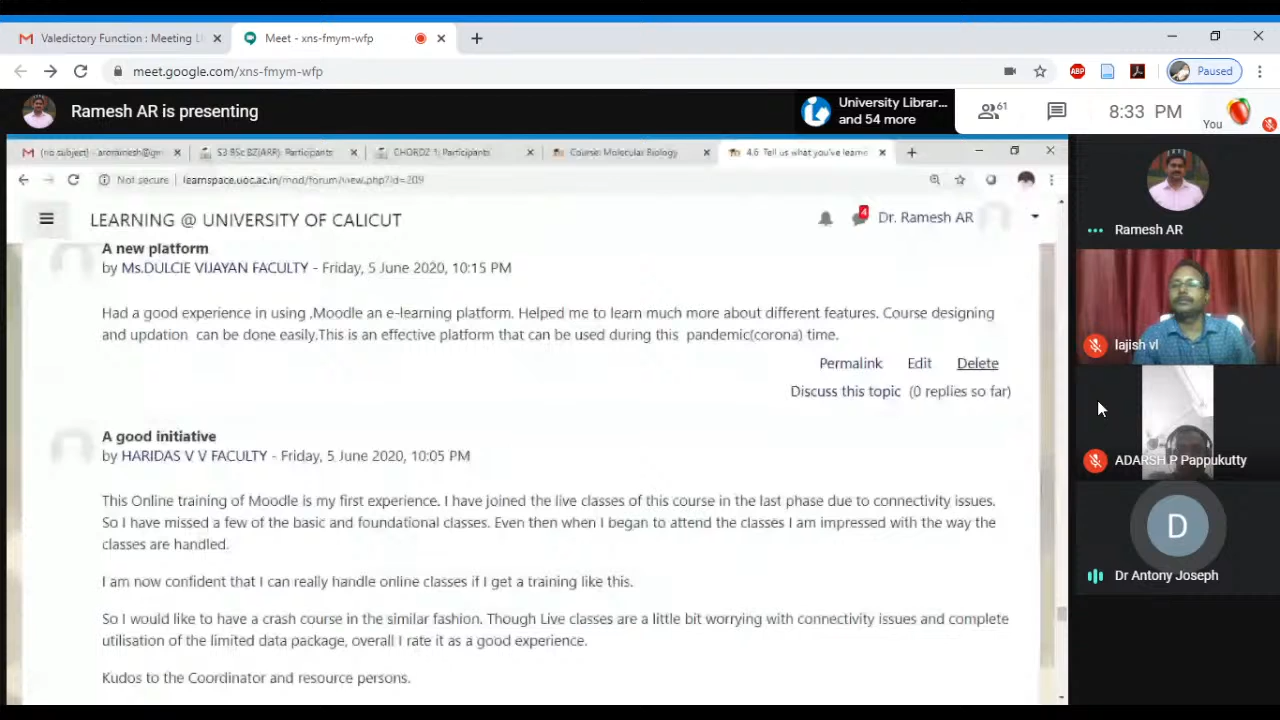 Valedictory Function : Meeting Li
Meet - xns-fmym-wfp
meet.google.com/xns-fmym-wfp
ABP
Paused
Ramesh AR is presenting
University Librar...
and 54 more
61
8:33 PM
You
(no subject) - arominesh@gm
S3 BSc BZ(ARR): Participants
CHORD2 1: Participants
Course: Molecular Biology
4.6 Tell us what you've learn
Not secure
learnspace.uoc.ac.in/mod/forum/view.php?id=209
LEARNING @ UNIVERSITY OF CALICUT
4
Dr. Ramesh AR
A new platform
by Ms.DULCIE VIJAYAN FACULTY - Friday, 5 June 2020, 10:15 PM
Had a good experience in using ,Moodle an e-learning platform. Helped me to learn much more about different features. Course designing
and updation can be done easily.This is an effective platform that can be used during this pandemic(corona) time.
Permalink Edit Delete
Discuss this topic (0 replies so far)
A good initiative
by HARIDAS V V FACULTY - Friday, 5 June 2020, 10:05 PM
This Online training of Moodle is my first experience. I have joined the live classes of this course in the last phase due to connectivity issues.
So I have missed a few of the basic and foundational classes. Even then when I began to attend the classes I am impressed with the way the
classes are handled.
I am now confident that I can really handle online classes if I get a training like this.
So I would like to have a crash course in the similar fashion. Though Live classes are a little bit worrying with connectivity issues and complete
utilisation of the limited data package, overall I rate it as a good experience.
Kudos to the Coordinator and resource persons.
Ramesh AR
lajish vl
ADARSH P Pappukutty
D
Dr Antony Joseph